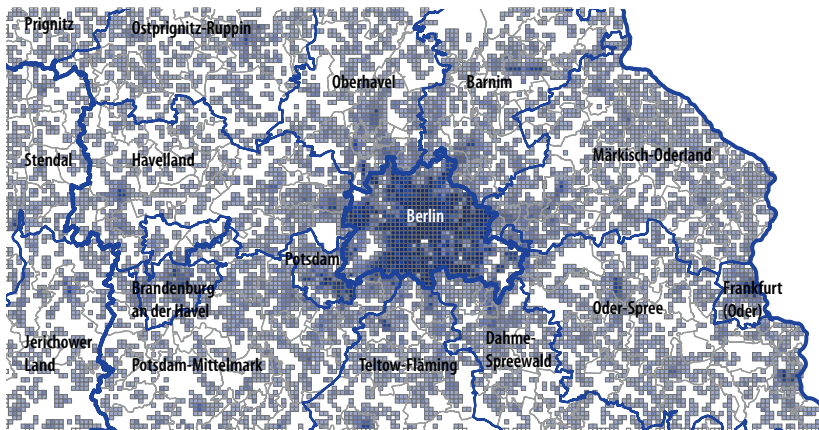 Prignitz
Ostprignitz-Ruppin
Oberhavel
Barnim
Stendal
Havelland
Märkisch-Oderland
Berlin
Potsdam
Brandenburg
an der Havel
Oder-Spree
Frankfurt
(Oder)
Jerichower
Land
Potsdam-Mittelmark
Teltow-Fläming
Dahme-
Spreewald